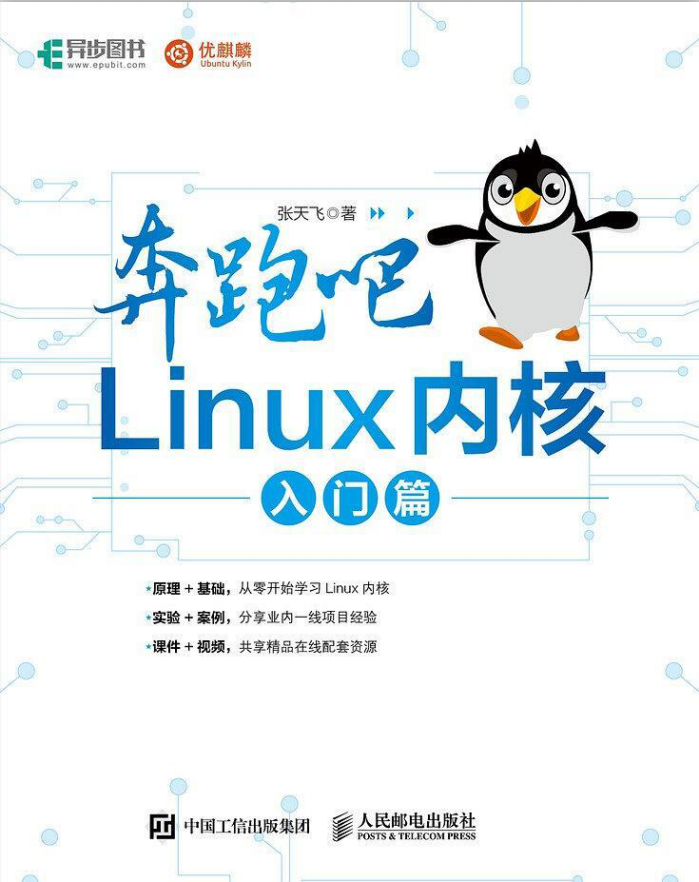 异步图书
www.epubit.com
优麒麟
Ubuntu Kylin
张天飞◎著
奔跑吧
Linux内核
入门篇
★原理 + 基础，从零开始学习 Linux 内核
★实验 + 案例，分享业内一线项目经验
★课件 + 视频，共享精品在线配套资源
中国工信出版集团
人民邮电出版社
POSTS & TELECOM PRESS